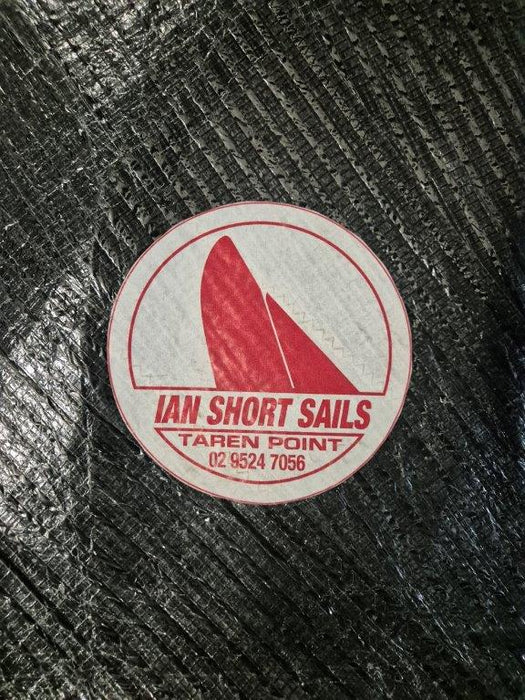 IAN SHORT SAILS
TAREN POINT
02 9524 7056